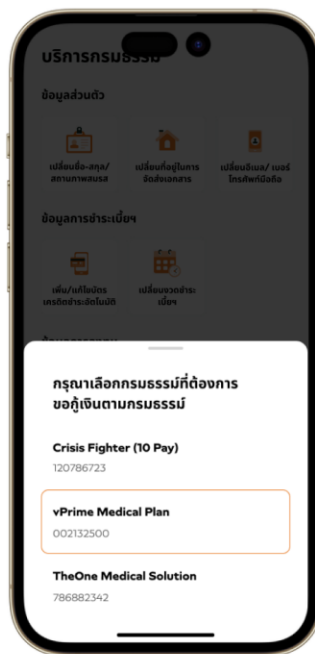 บริการกรมธรรม์
ข้อมูลส่วนตัว
เปลี่ยนชื่อ-สกุล/ เปลี่ยนที่อยู่ในการ เปลี่ยนอีเมล/ เบอร์
สถานภาพสมรส จัดส่งเอกสาร โทรศัพท์มือถือ
ข้อมูลการชำระเบี้ยฯ
เพิ่ม/แก้ไขบัตร เปลี่ยนงวดชำระ
เครดิตชำระอัตโนมัติ เบี้ยฯ
กรุณาเลือกกรมธรรม์ที่ต้องการ
ขอกู้เงินตามกรมธรรม์
Crisis Fighter (10 Pay)
120786723
vPrime Medical Plan
002132500
TheOne Medical Solution
786882342